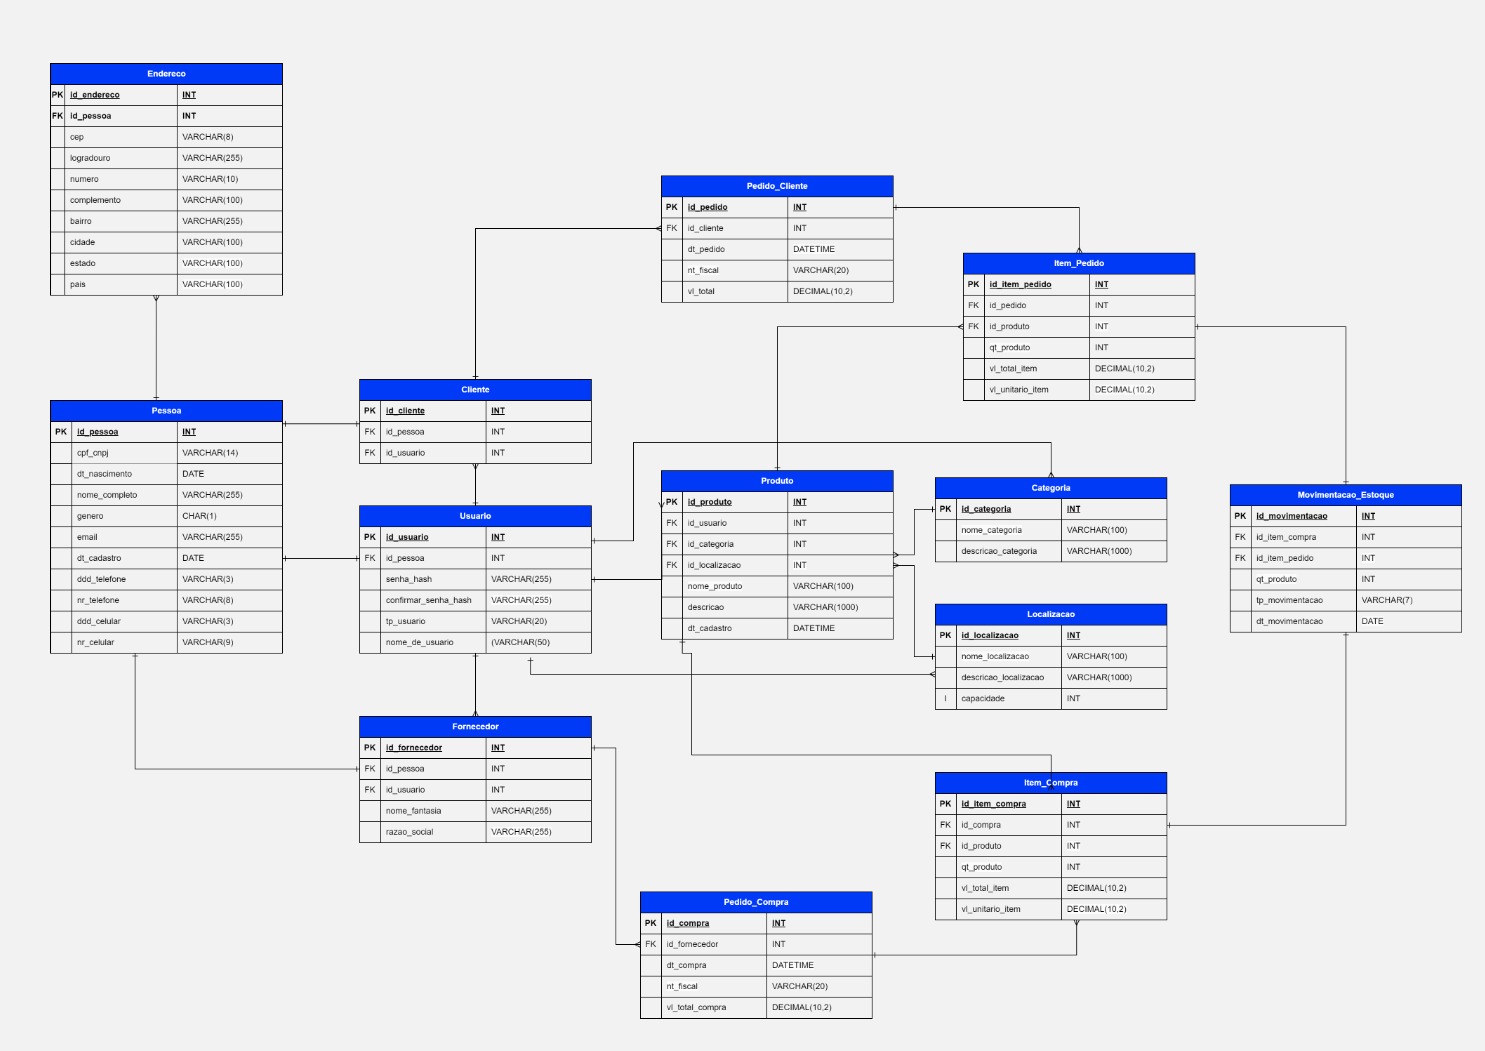 Endereco
PK id_endereco INT
FK id_pessoa INT
cep VARCHAR(8)
logradouro VARCHAR(255)
numero VARCHAR(10)
complemento VARCHAR(100)
bairro VARCHAR(255)
cidade VARCHAR(100)
estado VARCHAR(100)
pais VARCHAR(100)
Pessoa
PK id_pessoa INT
cpf_cnpj VARCHAR(14)
dt_nascimento DATE
nome_completo VARCHAR(255)
genero CHAR(1)
email VARCHAR(255)
dt_cadastro DATE
ddd_telefone VARCHAR(3)
nr_telefone VARCHAR(8)
ddd_celular VARCHAR(3)
nr_celular VARCHAR(9)
Cliente
PK id_cliente INT
FK id_pessoa INT
FK id_usuario INT
Usuario
PK id_usuario INT
FK id_pessoa INT
senha_hash VARCHAR(255)
confirmar_senha_hash VARCHAR(255)
tp_usuario VARCHAR(20)
nome_de_usuario (VARCHAR(50)
Fornecedor
PK id_fornecedor INT
FK id_pessoa INT
FK id_usuario INT
nome_fantasia VARCHAR(255)
razao_social VARCHAR(255)
Pedido_Cliente
PK id_pedido INT
FK id_cliente INT
dt_pedido DATETIME
nt_fiscal VARCHAR(20)
vl_total DECIMAL(10,2)
Produto
PK id_produto INT
FK id_usuario INT
FK id_categoria INT
FK id_localizacao INT
nome_produto VARCHAR(100)
descricao VARCHAR(1000)
dt_cadastro DATETIME
Pedido_Compra
PK id_compra INT
FK id_fornecedor INT
dt_compra DATETIME
nt_fiscal VARCHAR(20)
vl_total_compra DECIMAL(10,2)
Item_Pedido
PK id_item_pedido INT
FK id_pedido INT
FK id_produto INT
qt_produto INT
vl_total_item DECIMAL(10,2)
vl_unitario_item DECIMAL(10,2)
Categoria
PK id_categoria INT
nome_categoria VARCHAR(100)
descricao_categoria VARCHAR(1000)
Localizacao
PK id_localizacao INT
nome_localizacao VARCHAR(100)
descricao_localizacao VARCHAR(1000)
I capacidade INT
Item_Compra
PK id_item_compra INT
FK id_compra INT
FK id_produto INT
qt_produto INT
vl_total_item DECIMAL(10,2)
vl_unitario_item DECIMAL(10,2)
Movimentacao_Estoque
PK id_movimentacao INT
FK id_item_compra INT
FK id_item_pedido INT
qt_produto INT
tp_movimentacao VARCHAR(7)
dt_movimentacao DATE